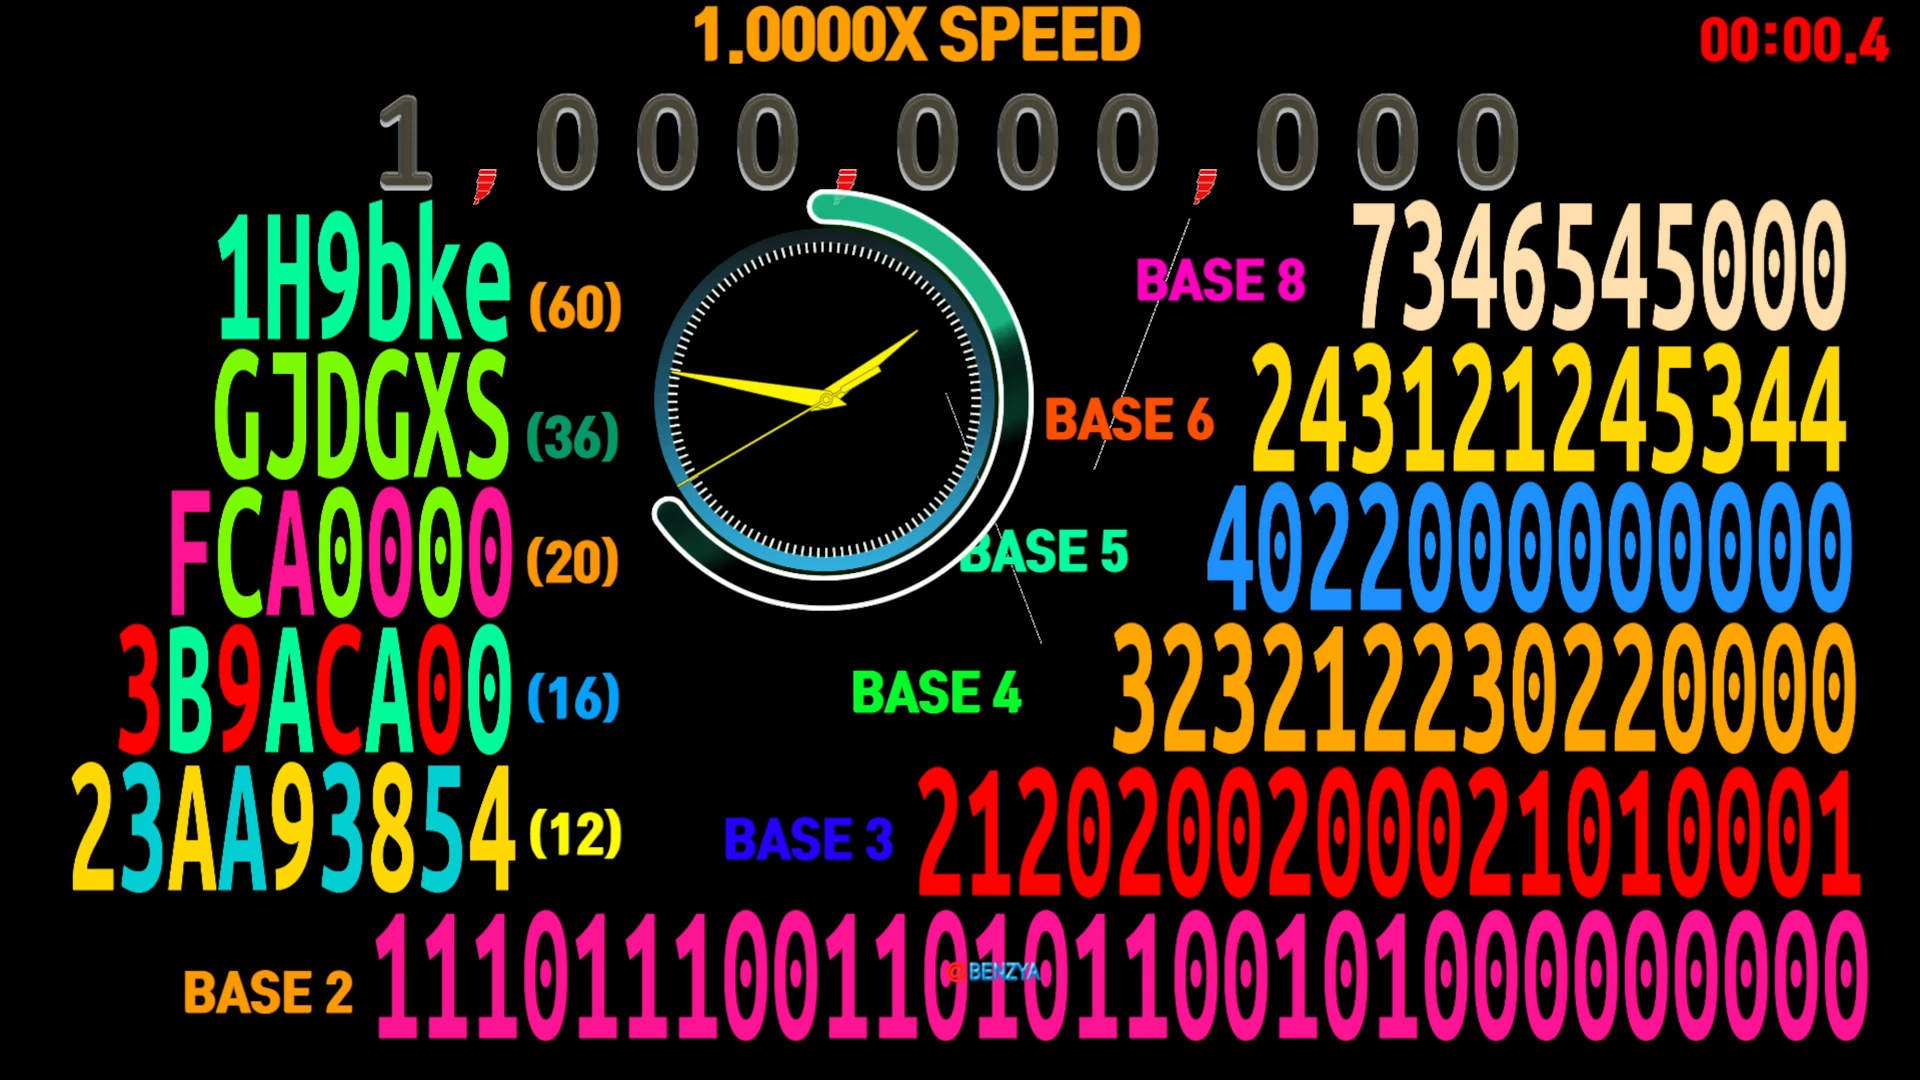 1.0000X SPEED 00:00.4
1,000,000,000
1H9bke (60) BASE 8 7346545000
GJDGXS (36) BASE 6 243121245344
FCA0000 (20) BASE 5 4022000000000
3B9ACA00 (16) BASE 4 323212230220000
23AA93854 (12) BASE 3 2120200200021010001
BASE 2 111011100110101100101000000000
@BENZYA